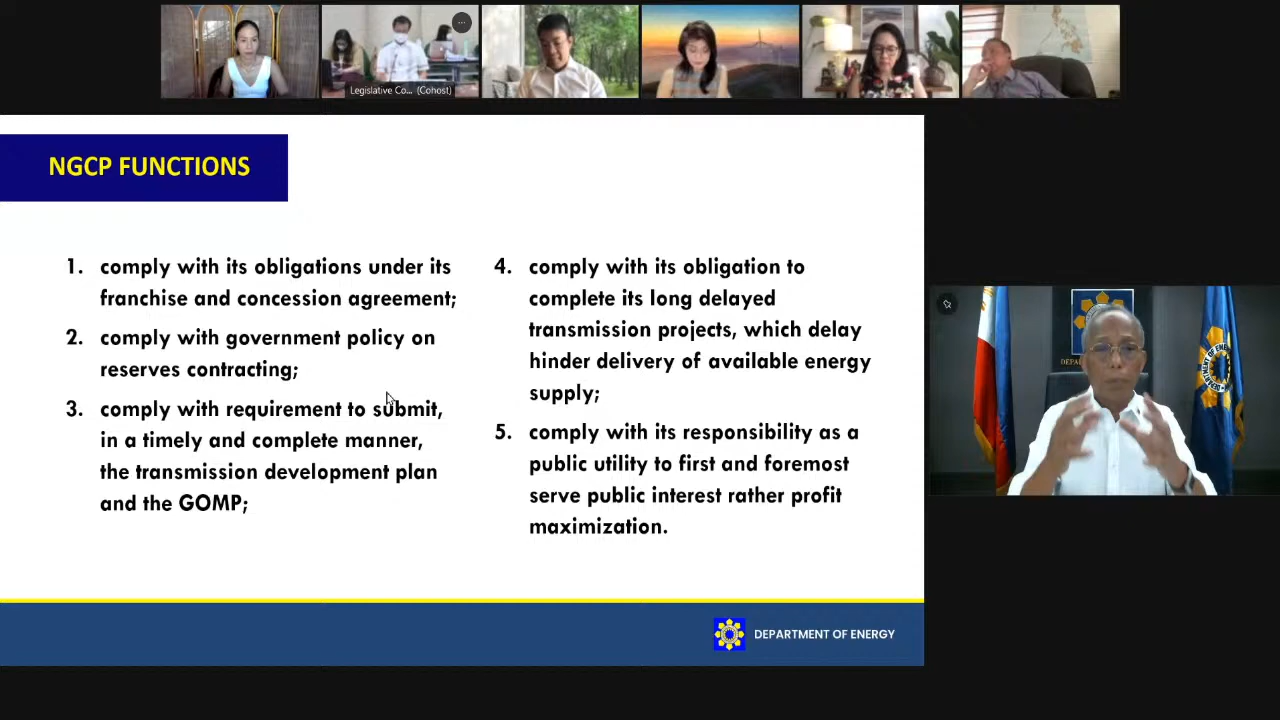 Legislative Co... (Cohost)
NGCP FUNCTIONS
1. comply with its obligations under its
franchise and concession agreement;
2. comply with government policy on
reserves contracting;
3. comply with requirement to submit,
in a timely and complete manner,
the transmission development plan
and the GOMP;
4. comply with its obligation to
complete its long delayed
transmission projects, which delay
hinder delivery of available energy
supply;
5. comply with its responsibility as a
public utility to first and foremost
serve public interest rather profit
maximization.
DEPARTMENT OF ENERGY